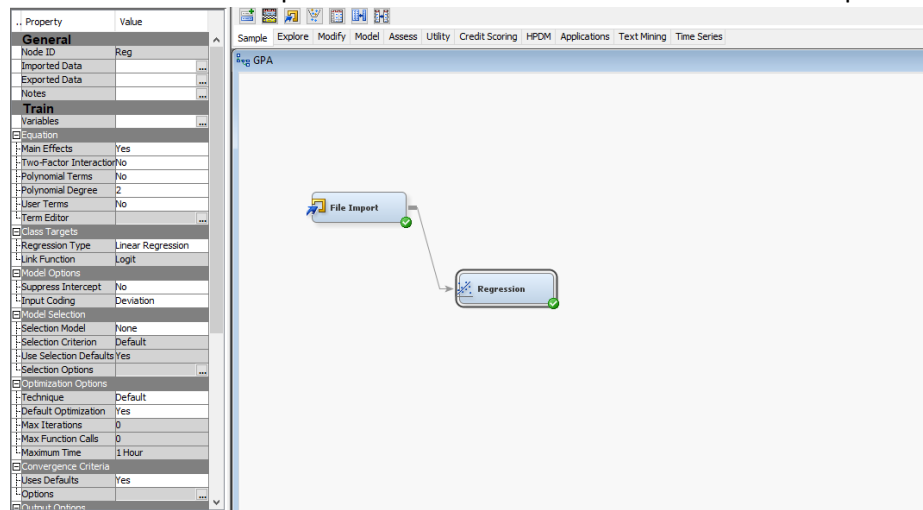 .. Property Value
General
Node ID Reg
Imported Data ...
Exported Data ...
Notes ...
Train
Variables ...
Equation
Main Effects Yes
Two-Factor Interaction No
Polynomial Terms No
Polynomial Degree 2
User Terms No
Term Editor ...
Class Targets
Regression Type Linear Regression
Link Function Logit
Model Options
Suppress Intercept No
Input Coding Deviation
Model Selection
Selection Model None
Selection Criterion Default
Use Selection Defaults Yes
Selection Options ...
Optimization Options
Technique Default
Default Optimization Yes
Max Iterations 0
Max Function Calls 0
Maximum Time 1 Hour
Convergence Criteria
Uses Defaults Yes
Options ...
Output Options
Sample Explore Modify Model Assess Utility Credit Scoring HPDM Applications Text Mining Time Series
GPA
File Import
Regression